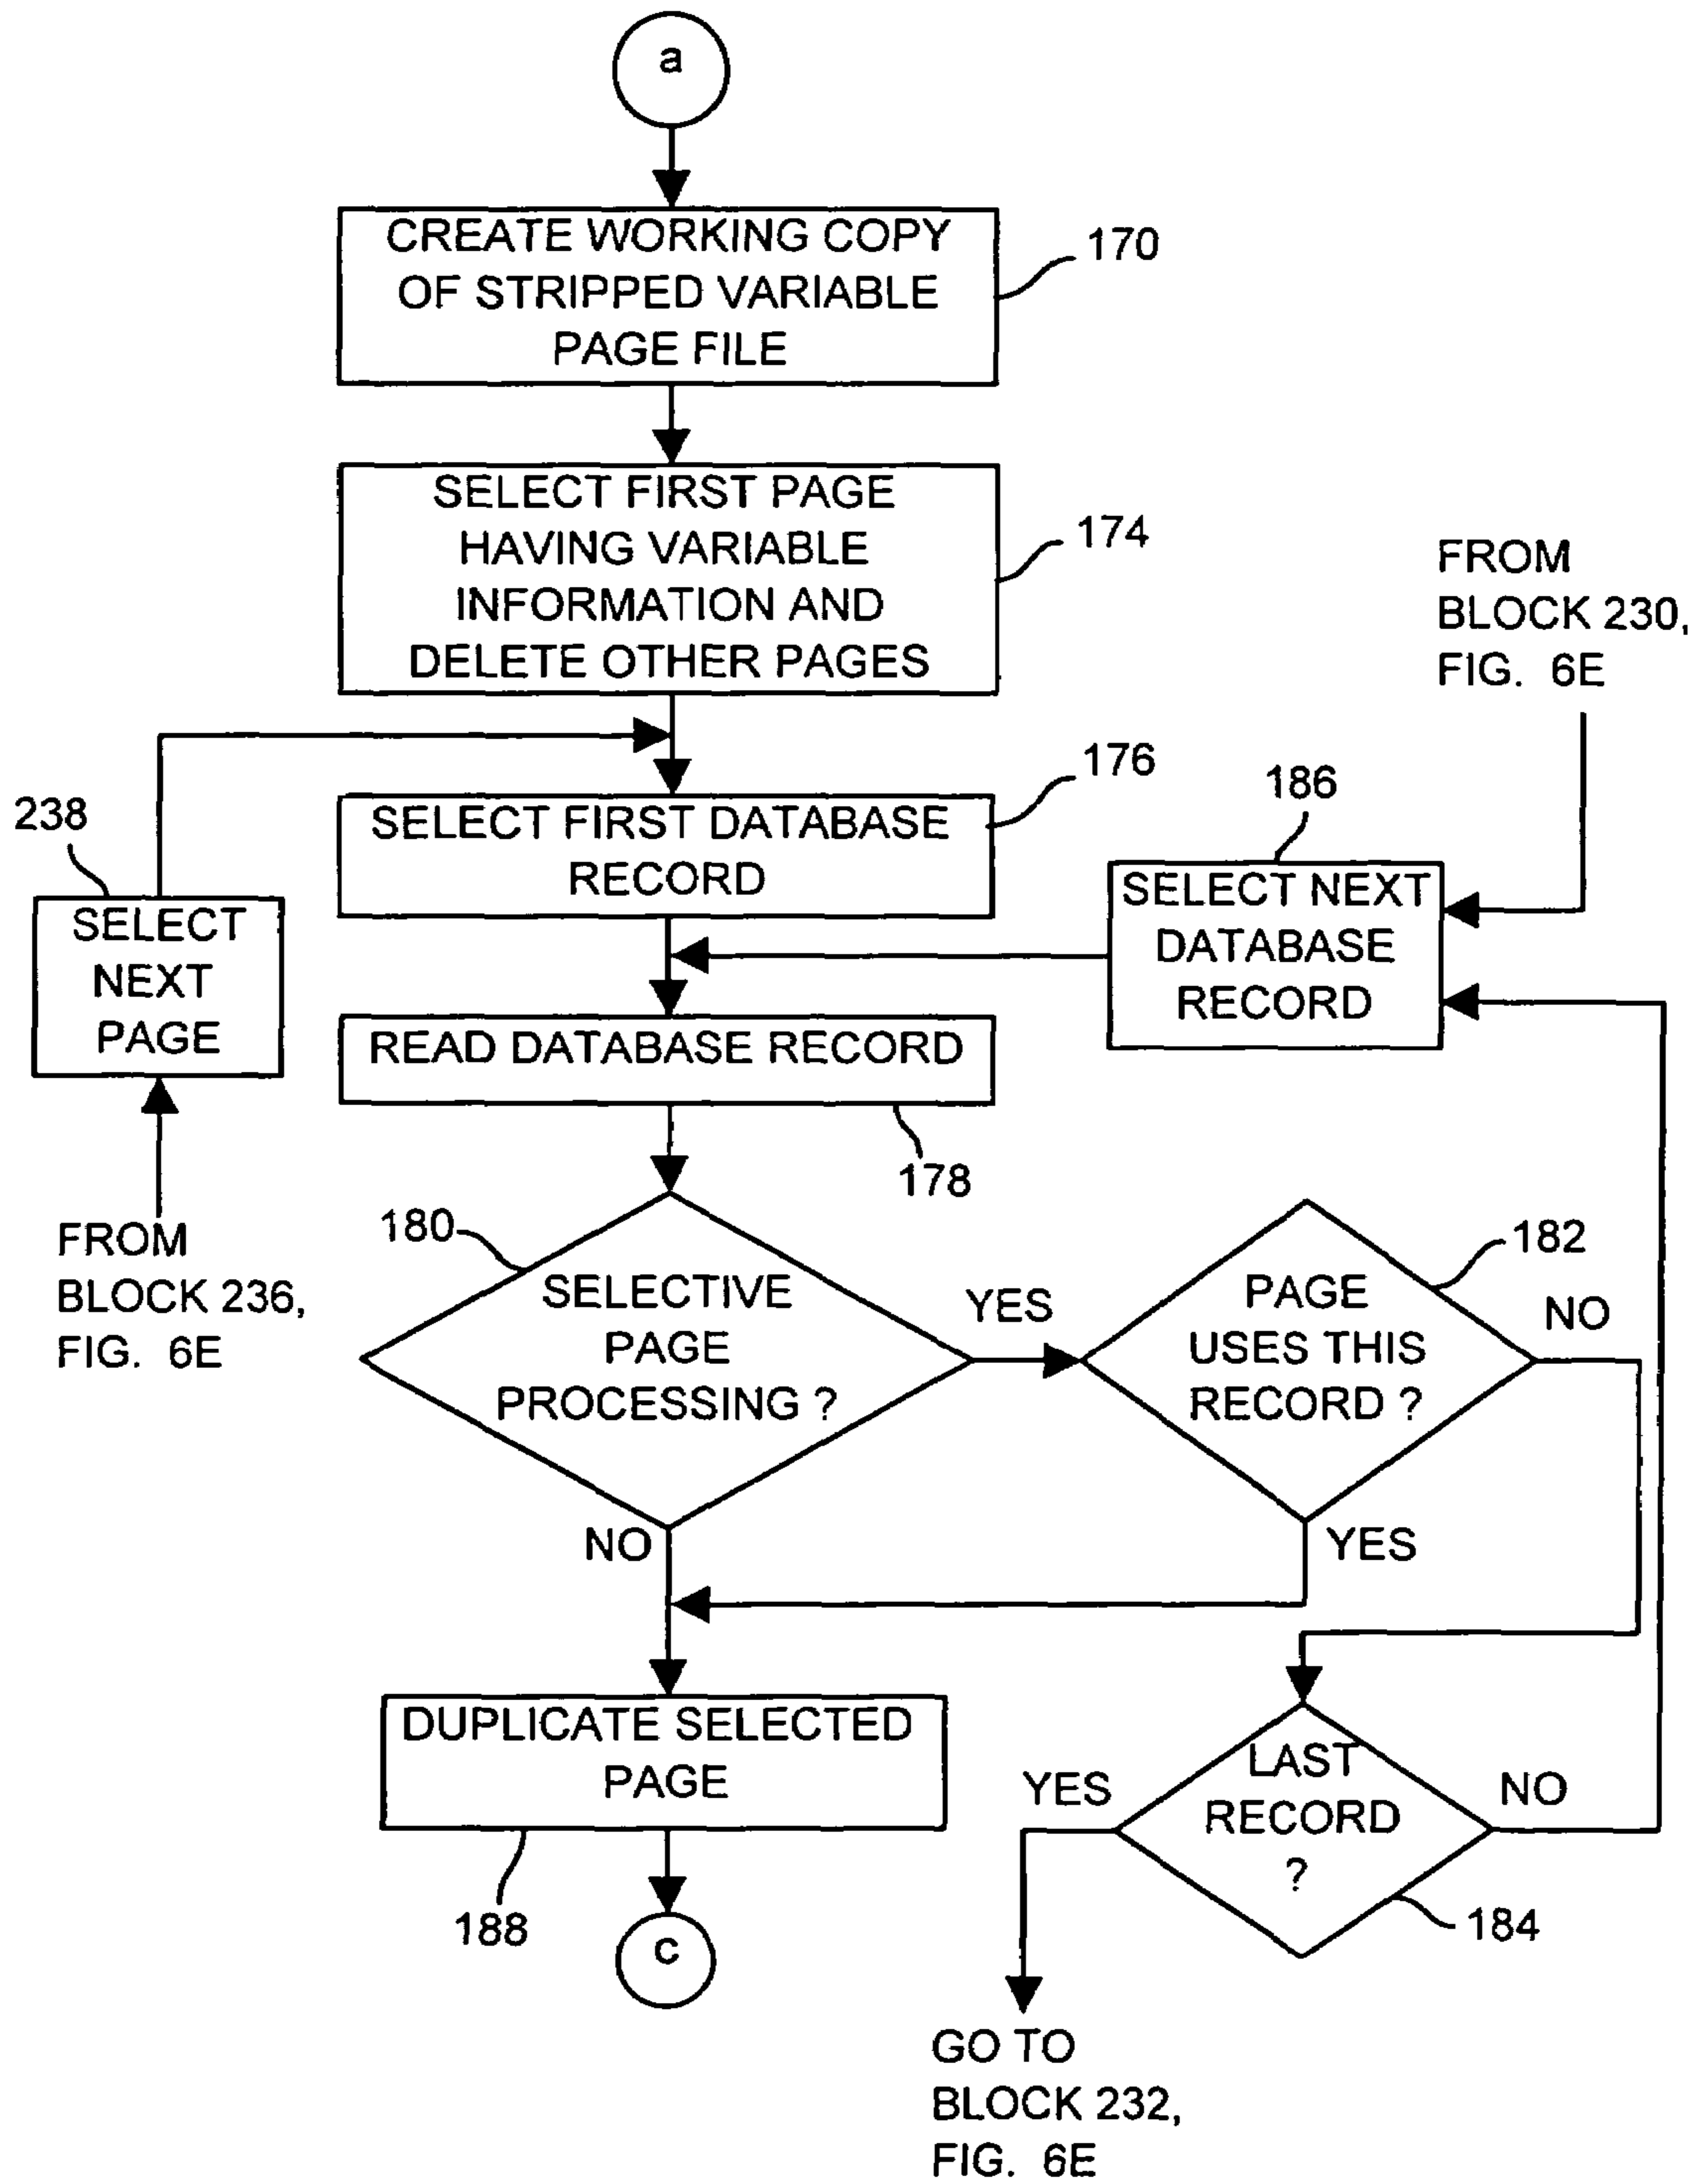 a
CREATE WORKING COPY
OF STRIPPED VARIABLE
PAGE FILE
170
SELECT FIRST PAGE
HAVING VARIABLE
INFORMATION AND
DELETE OTHER PAGES
174
FROM
BLOCK 230,
FIG. 6E
176
SELECT FIRST DATABASE
RECORD
186
SELECT NEXT
DATABASE
RECORD
238
SELECT
NEXT
PAGE
READ DATABASE RECORD
178
FROM
BLOCK 236,
FIG. 6E
180
SELECTIVE
PAGE
PROCESSING ?
YES
182
PAGE
USES THIS
RECORD ?
NO
NO
YES
DUPLICATE SELECTED
PAGE
188
YES
LAST
RECORD
?
NO
184
c
GO TO
BLOCK 232,
FIG. 6E